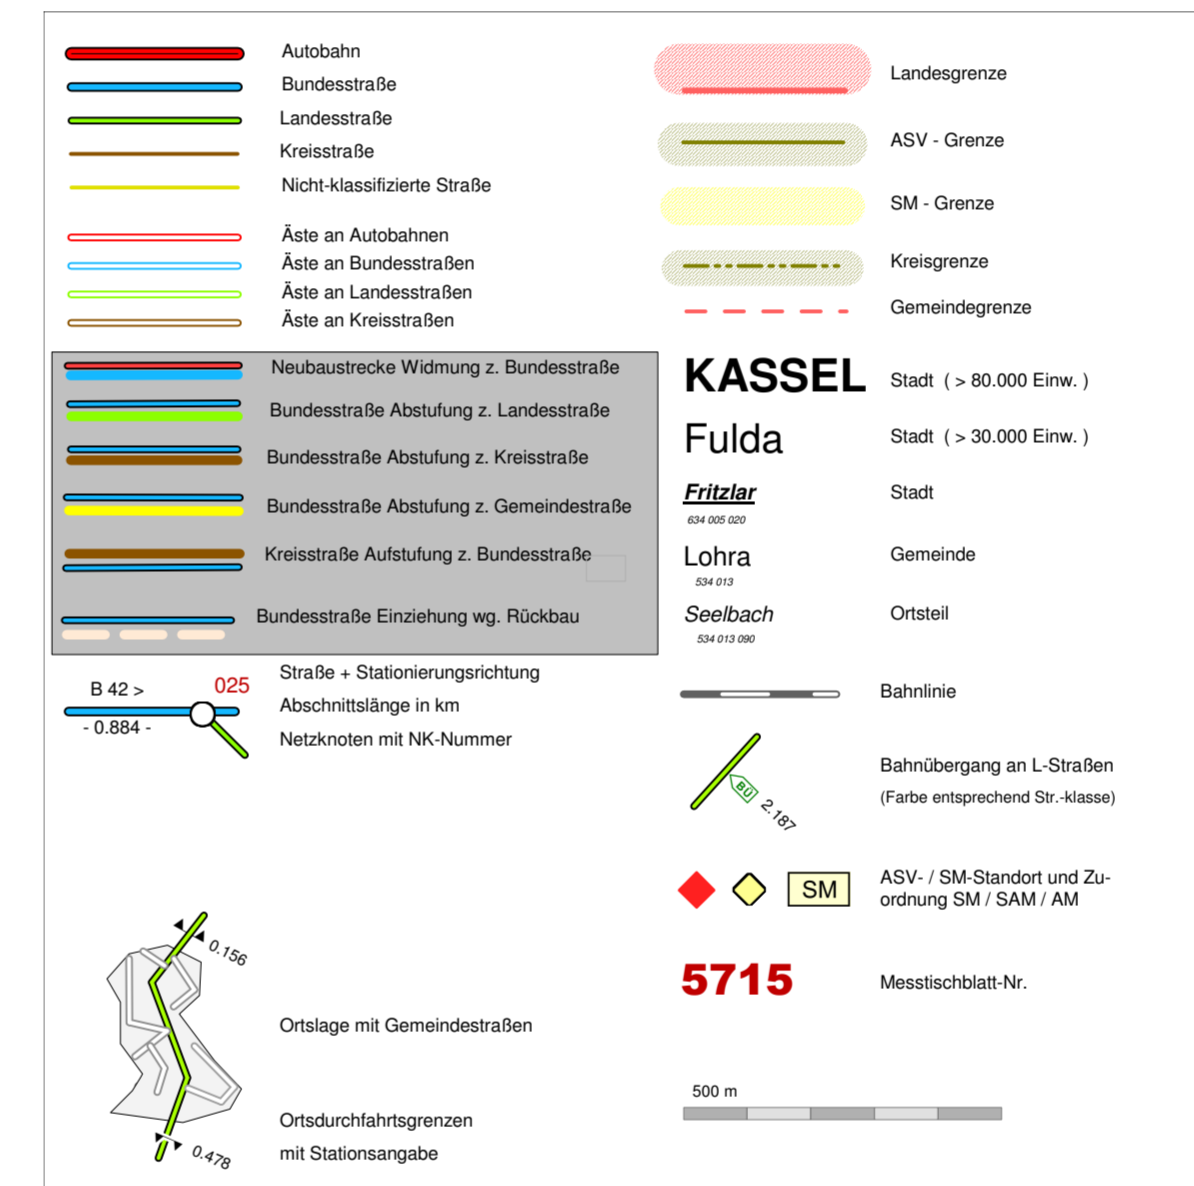 Autobahn
Bundesstraße
Landesstraße
Kreisstraße
Nicht-klassifizierte Straße
Äste an Autobahnen
Äste an Bundesstraßen
Äste an Landesstraßen
Äste an Kreisstraßen
Neubaustrecke Widmung z. Bundesstraße
Bundesstraße Abstufung z. Landesstraße
Bundesstraße Abstufung z. Kreisstraße
Bundesstraße Abstufung z. Gemeindestraße
Kreisstraße Aufstufung z. Bundesstraße
Bundesstraße Einziehung wg. Rückbau
B 42 >
025
- 0.884 -
Straße + Stationierungsrichtung
Abschnittslänge in km
Netzknoten mit NK-Nummer
0.156
Ortslage mit Gemeindestraßen
Ortsdurchfahrtsgrenzen
mit Stationsangabe
0.478
Landesgrenze
ASV - Grenze
SM - Grenze
Kreisgrenze
Gemeindegrenze
KASSEL Stadt ( > 80.000 Einw. )
Fulda Stadt ( > 30.000 Einw. )
Fritzlar Stadt
634 005 020
Lohra Gemeinde
534 013
Seelbach Ortsteil
534 013 090
Bahnlinie
BÜ
2.187
Bahnübergang an L-Straßen
(Farbe entsprechend Str.-klasse)
SM
ASV- / SM-Standort und Zu-
ordnung SM / SAM / AM
5715 Messtischblatt-Nr.
500 m